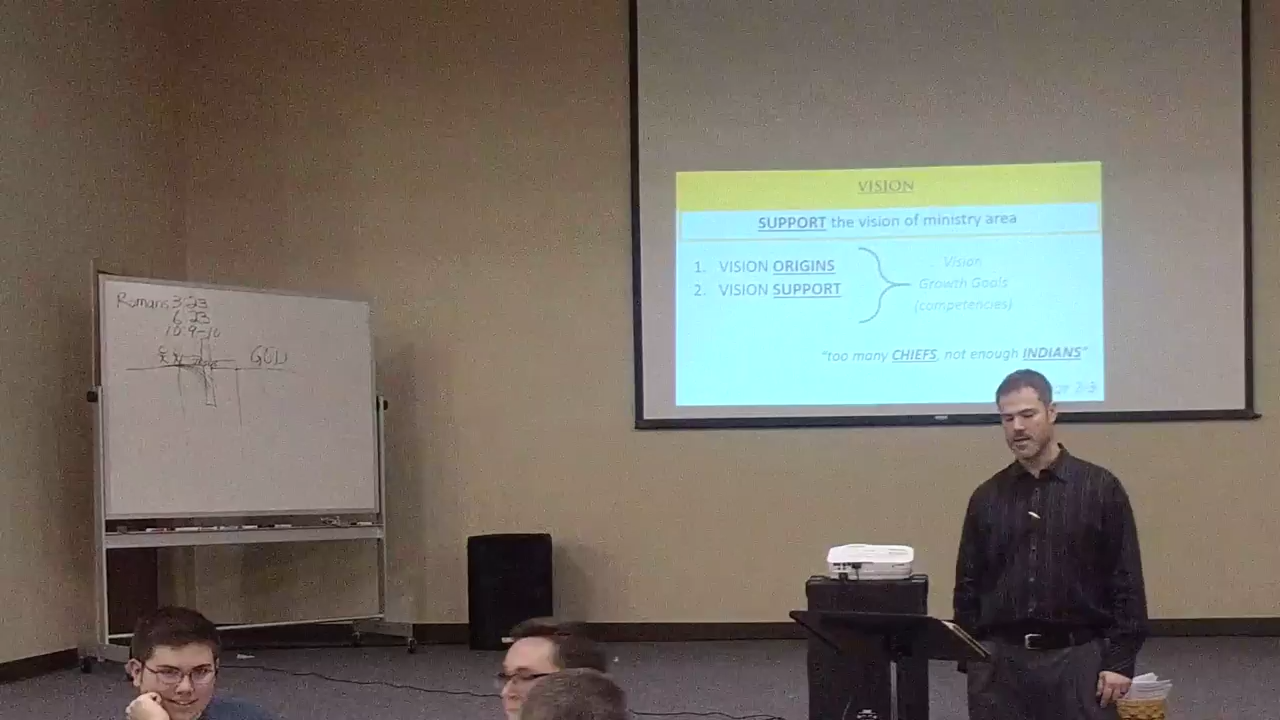 Romans 3:23
6:23
10:9-10
GOD
VISION
SUPPORT the vision of ministry area
1. VISION ORIGINS
2. VISION SUPPORT
Vision
Growth Goals
(competencies)
"too many CHIEFS, not enough INDIANS"